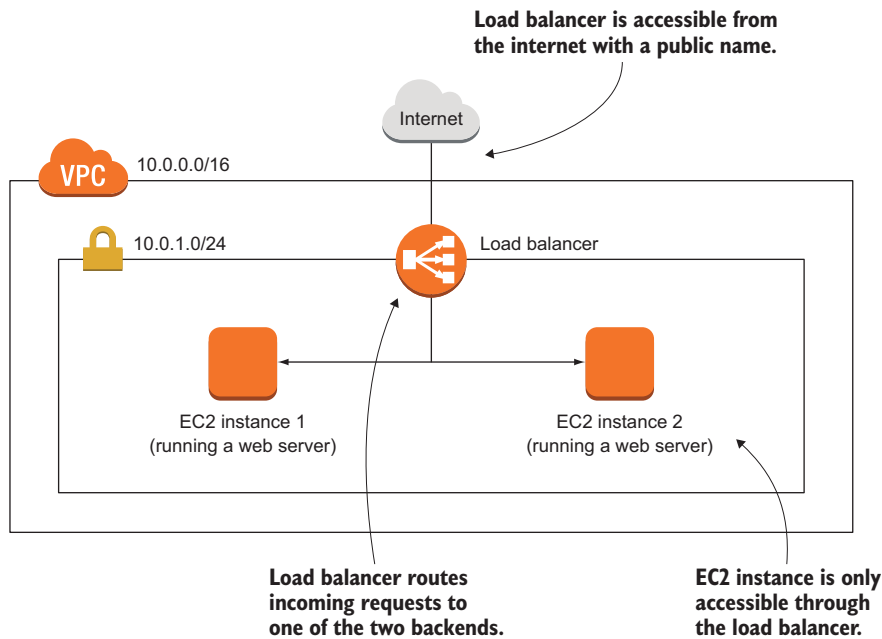 Load balancer is accessible from
the internet with a public name.
Internet
VPC
10.0.0.0/16
10.0.1.0/24
Load balancer
EC2 instance 1
(running a web server)
EC2 instance 2
(running a web server)
Load balancer routes
incoming requests to
one of the two backends.
EC2 instance is only
accessible through
the load balancer.